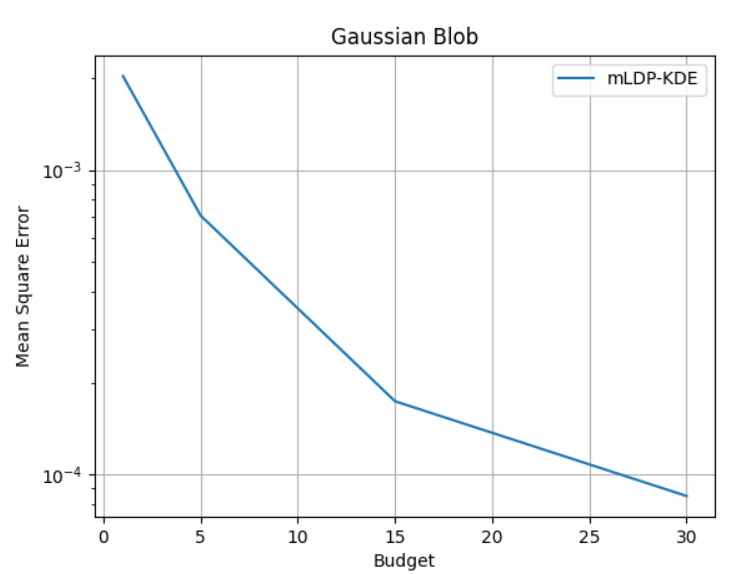 Gaussian Blob
mLDP-KDE
Mean Square Error
10⁻³
10⁻⁴
0 5 10 15 20 25 30
Budget